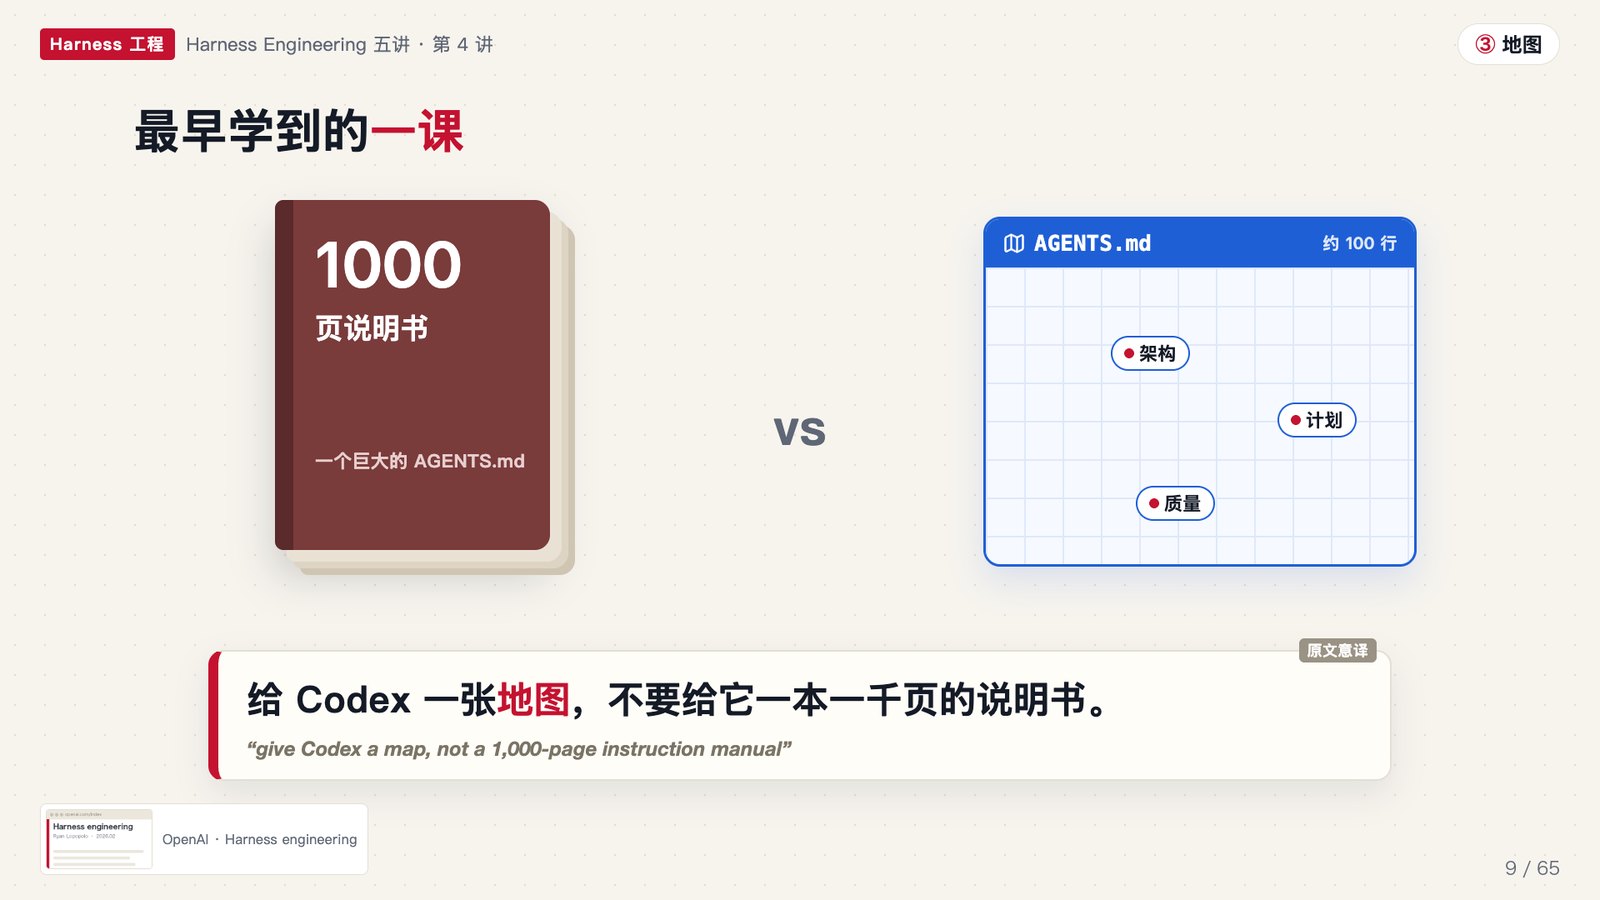 Harness 工程
Harness Engineering 五讲 · 第 4 讲
③ 地图
最早学到的一课
1000
页说明书
一个巨大的 AGENTS.md
vs
AGENTS.md
约 100 行
架构
计划
质量
原文意译
给 Codex 一张地图，不要给它一本一千页的说明书。
“give Codex a map, not a 1,000-page instruction manual”
Harness engineering
OpenAI · Harness engineering
9 / 65